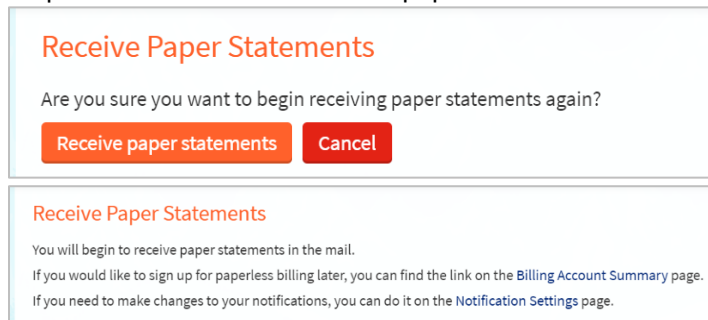 Receive Paper Statements
Are you sure you want to begin receiving paper statements again?
Receive paper statements Cancel
Receive Paper Statements
You will begin to receive paper statements in the mail.
If you would like to sign up for paperless billing later, you can find the link on the Billing Account Summary page.
If you need to make changes to your notifications, you can do it on the Notification Settings page.